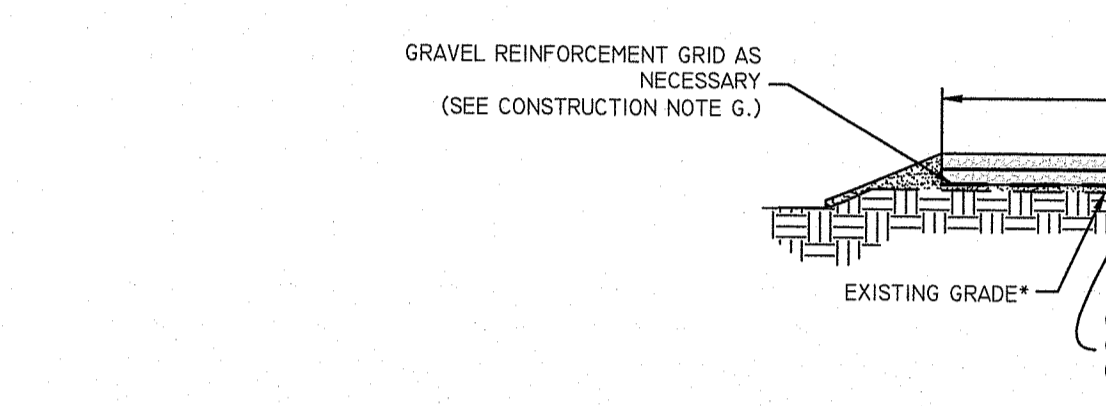 GRAVEL REINFORCEMENT GRID AS
NECESSARY
(SEE CONSTRUCTION NOTE G.)
EXISTING GRADE*